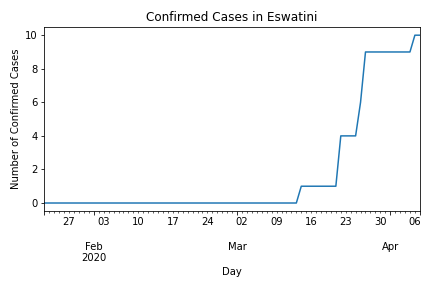 Confirmed Cases in Eswatini
Number of Confirmed Cases
10
8
6
4
2
0
27 03 10 17 24 02 09 16 23 30 06
Feb Mar Apr
2020
Day